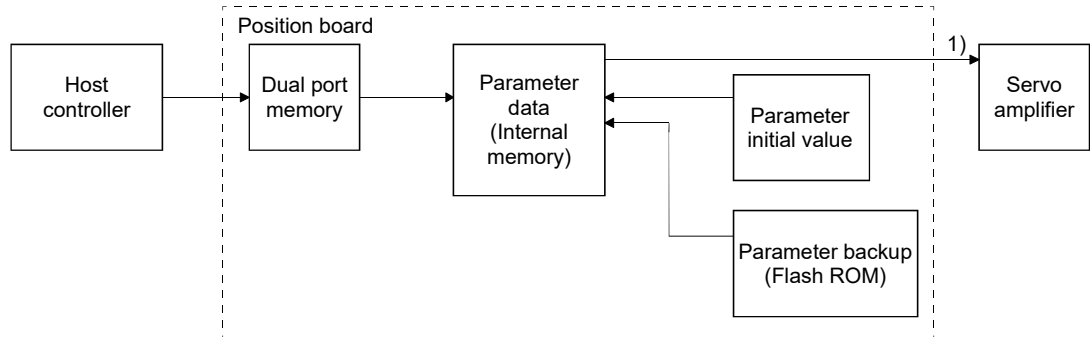 Position board
Host
controller
Dual port
memory
Parameter
data
(Internal
memory)
1)
Servo
amplifier
Parameter
initial value
Parameter backup
(Flash ROM)